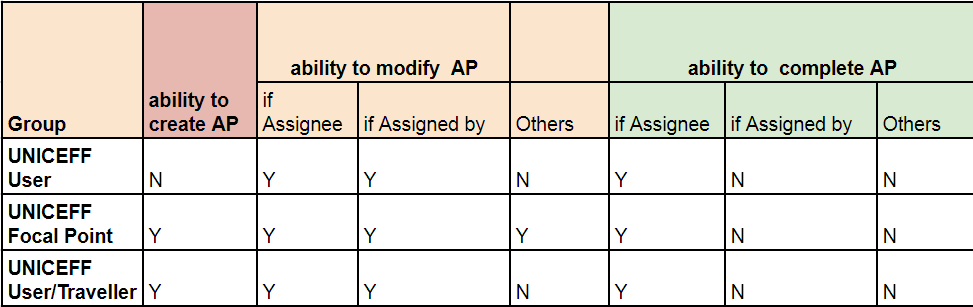 ability to modify AP
ability to complete AP
Group
ability to
create AP
if
Assignee
if Assigned by
Others
if Assignee
if Assigned by
Others
UNICEFF
User
N
Y
Y
N
Y
N
N
UNICEFF
Focal Point
Y
Y
Y
Y
Y
N
N
UNICEFF
User/Traveller
Y
Y
Y
N
Y
N
N